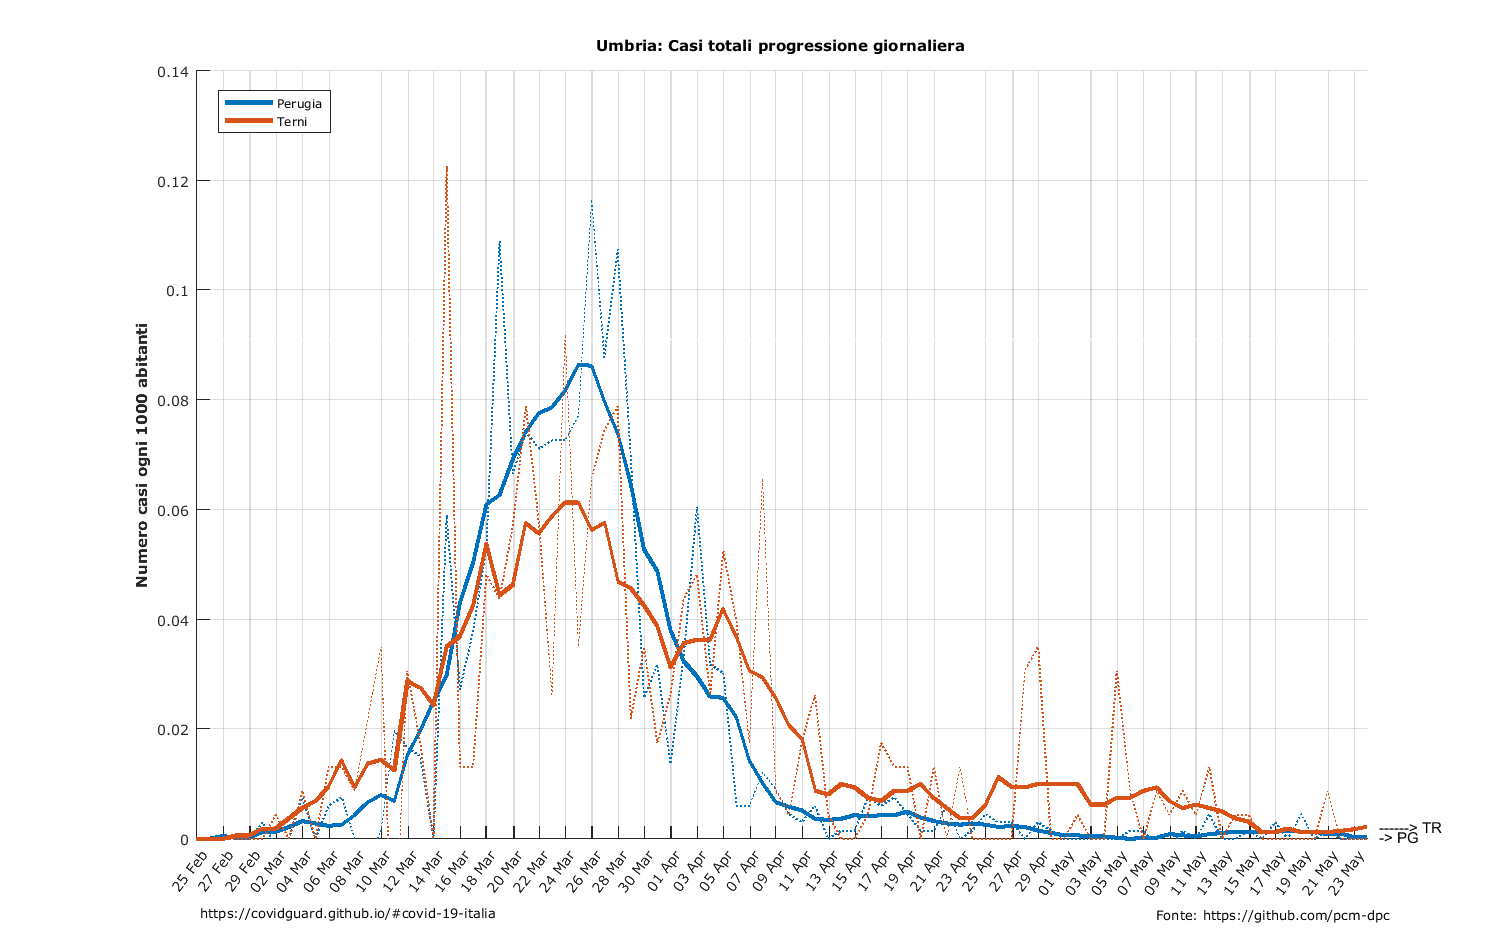 Umbria: Casi totali progressione giornaliera
0.14
0.12
0.1
0.08
0.06
0.04
0.02
0
Numero casi ogni 1000 abitanti
Perugia
Terni
------> TR
-> PG
25 Feb
27 Feb
29 Feb
02 Mar
04 Mar
06 Mar
08 Mar
10 Mar
12 Mar
14 Mar
16 Mar
18 Mar
20 Mar
22 Mar
24 Mar
26 Mar
28 Mar
30 Mar
01 Apr
03 Apr
05 Apr
07 Apr
09 Apr
11 Apr
13 Apr
15 Apr
17 Apr
19 Apr
21 Apr
23 Apr
25 Apr
27 Apr
29 Apr
01 May
03 May
05 May
07 May
09 May
11 May
13 May
15 May
17 May
19 May
21 May
23 May
https://covidguard.github.io/#covid-19-italia
Fonte: https://github.com/pcm-dpc